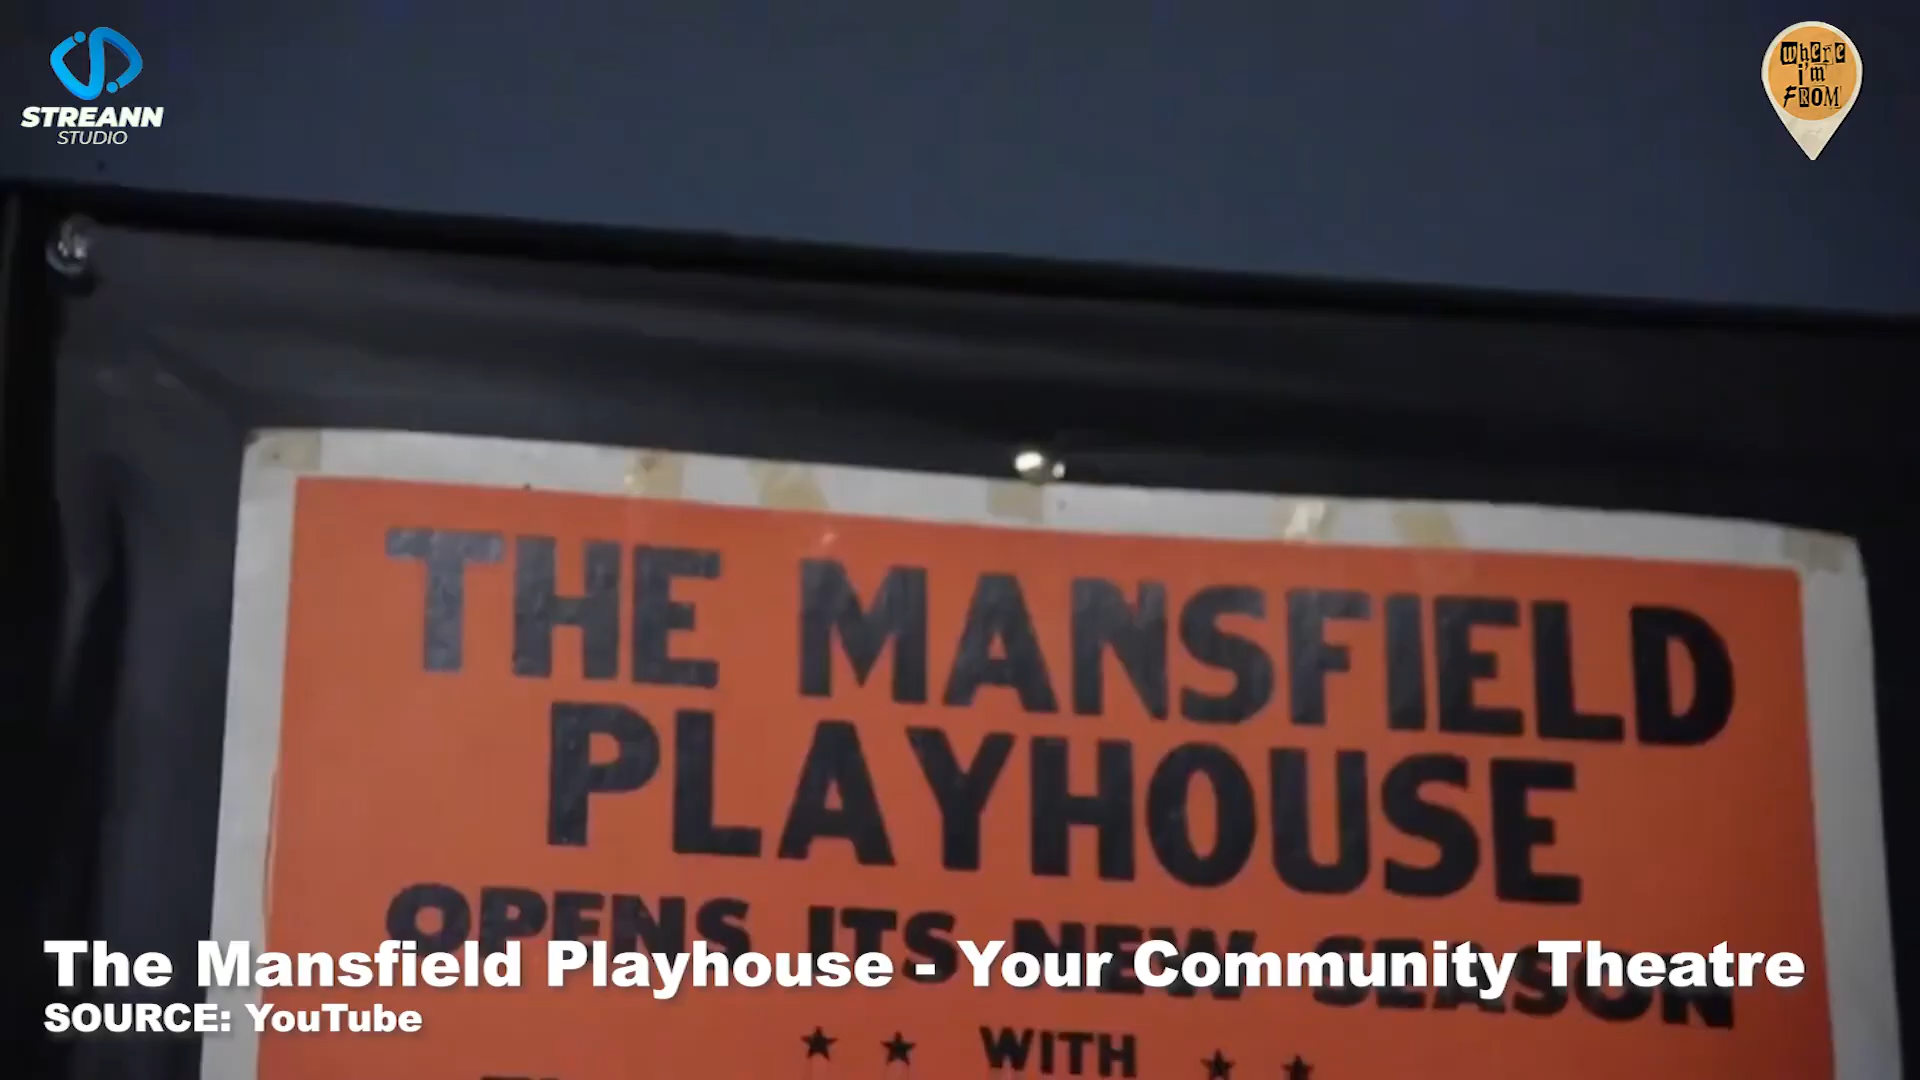 STREANN
STUDIO
where
i'm
FROM
THE MANSFIELD
PLAYHOUSE
OPENS ITS NEW SEASON
The Mansfield Playhouse - Your Community Theatre
SOURCE: YouTube
WITH